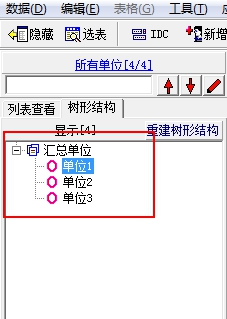 数据(D) 编辑(M) 表格(G) 工具(T)
隐藏 选表 IDC 新增
所有单位[4/4]
列表查看 树形结构
显示[4] 重建树形结构
汇总单位
单位1
单位2
单位3